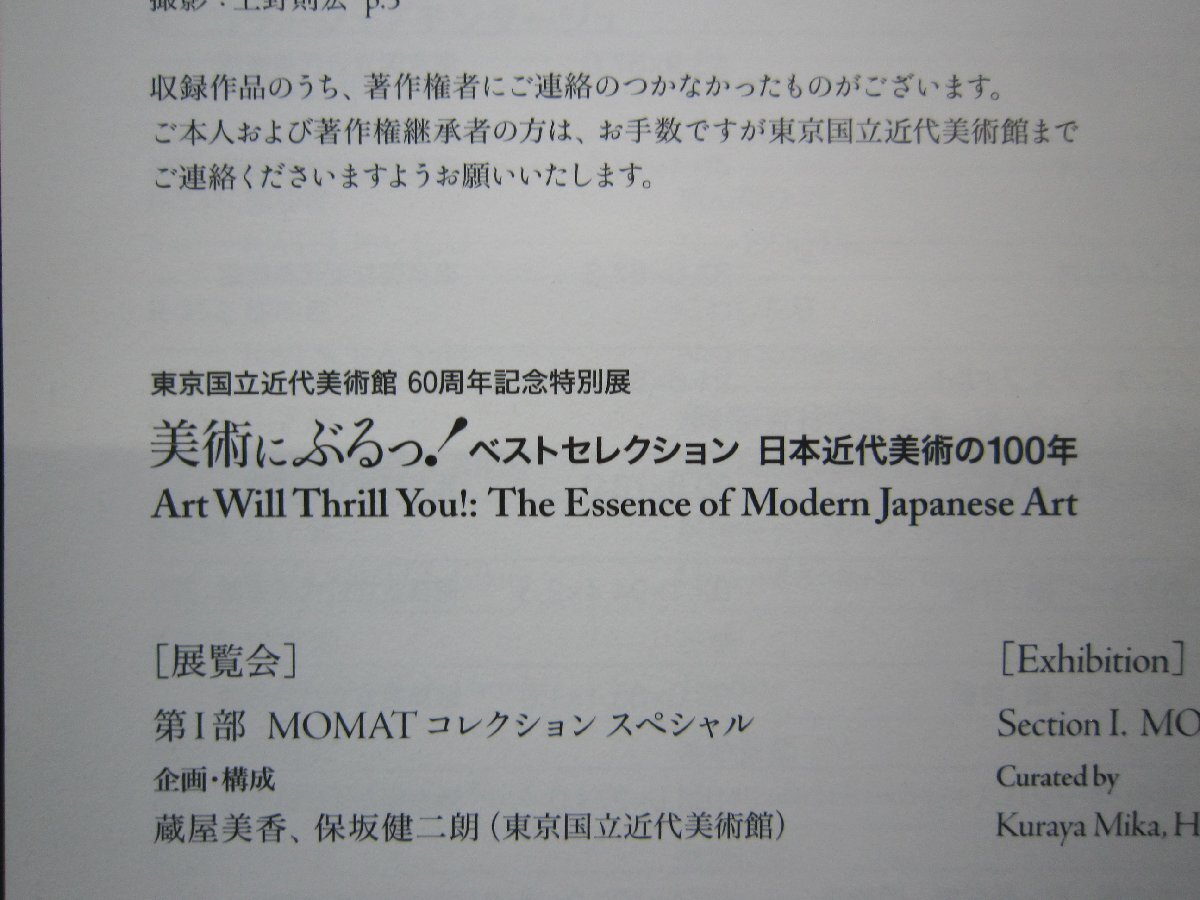 撮影：上野則宏 p.5
収録作品のうち、著作権者にご連絡のつかなかったものがございます。
ご本人および著作権継承者の方は、お手数ですが東京国立近代美術館まで
ご連絡くださいますようお願いいたします。
東京国立近代美術館 60周年記念特別展
美術にぶるっ! ベストセレクション 日本近代美術の100年
Art Will Thrill You!: The Essence of Modern Japanese Art
[展覧会]
第I部 MOMATコレクション スペシャル
企画・構成
蔵屋美香、保坂健二朗（東京国立近代美術館）
[Exhibition]
Section I. MO
Curated by
Kuraya Mika, H